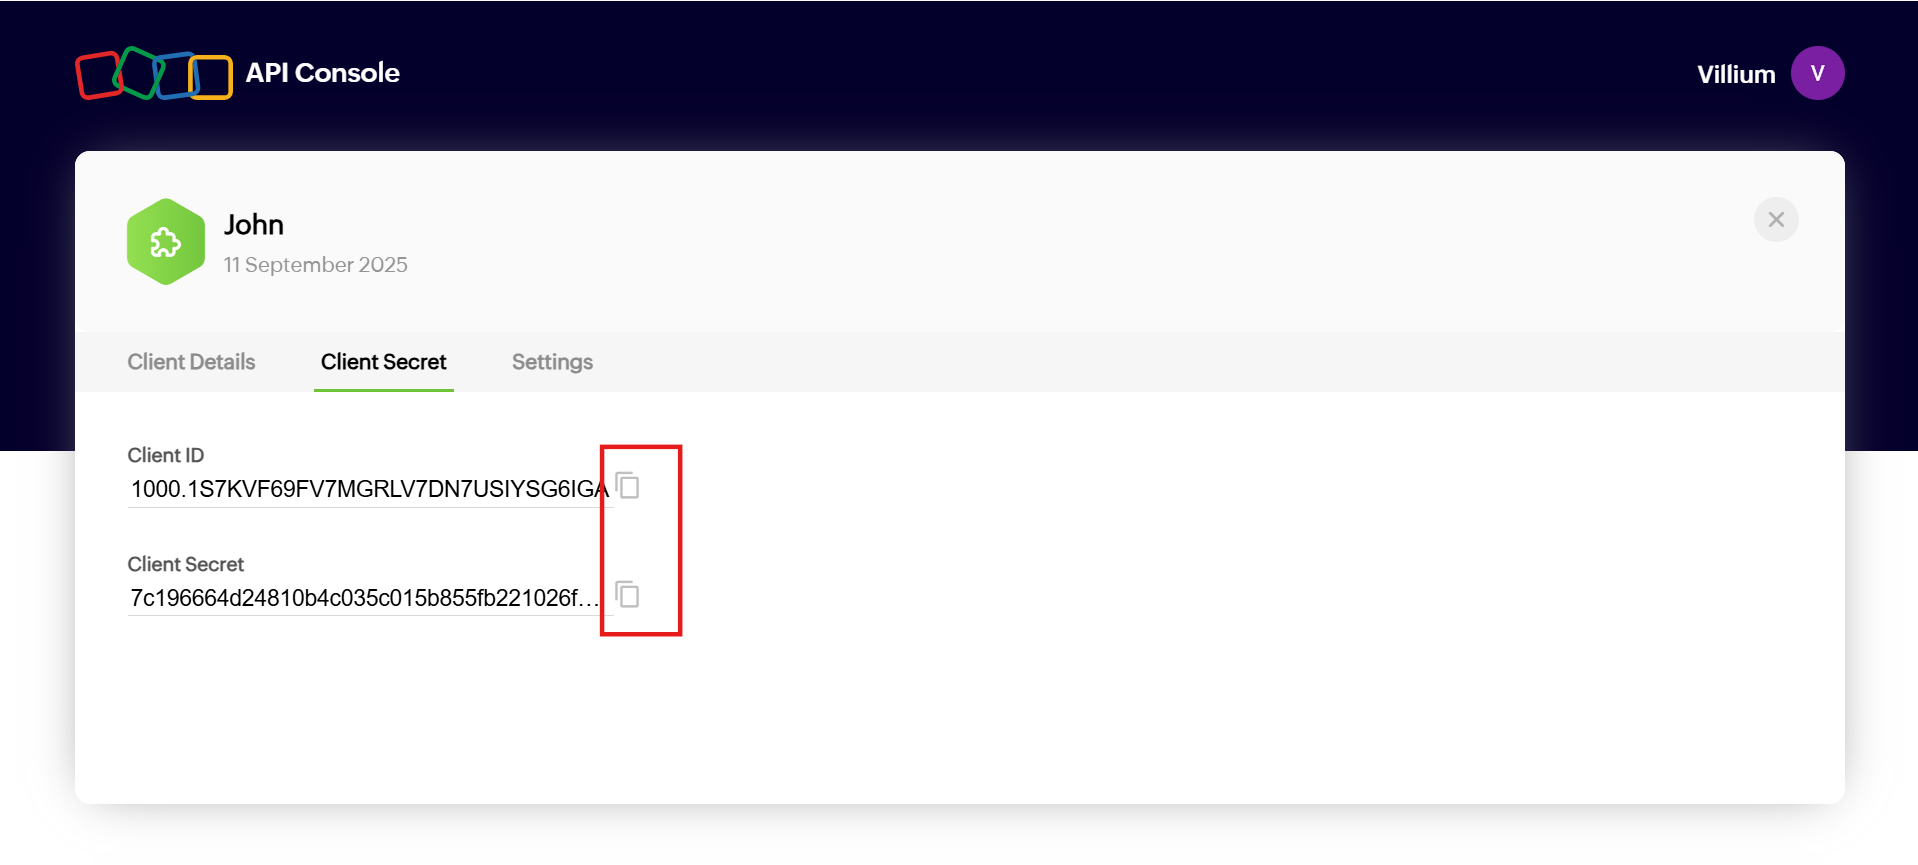 API Console
Villium V
John
11 September 2025
Client Details Client Secret Settings
Client ID
1000.1S7KVF69FV7MGRLV7DN7USIYSG6IGA
Client Secret
7c196664d24810b4c035c015b855fb221026f...